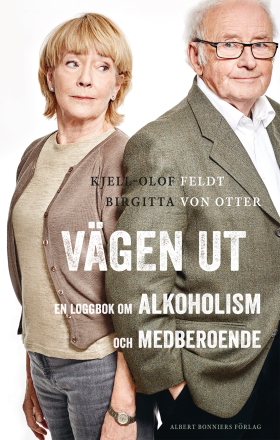 KJELL-OLOF FELDT
BIRGITTA VON OTTER
VÄGEN UT
EN LOGGBOK OM ALKOHOLISM
OCH MEDBEROENDE
ALBERT BONNIERS FÖRLAG